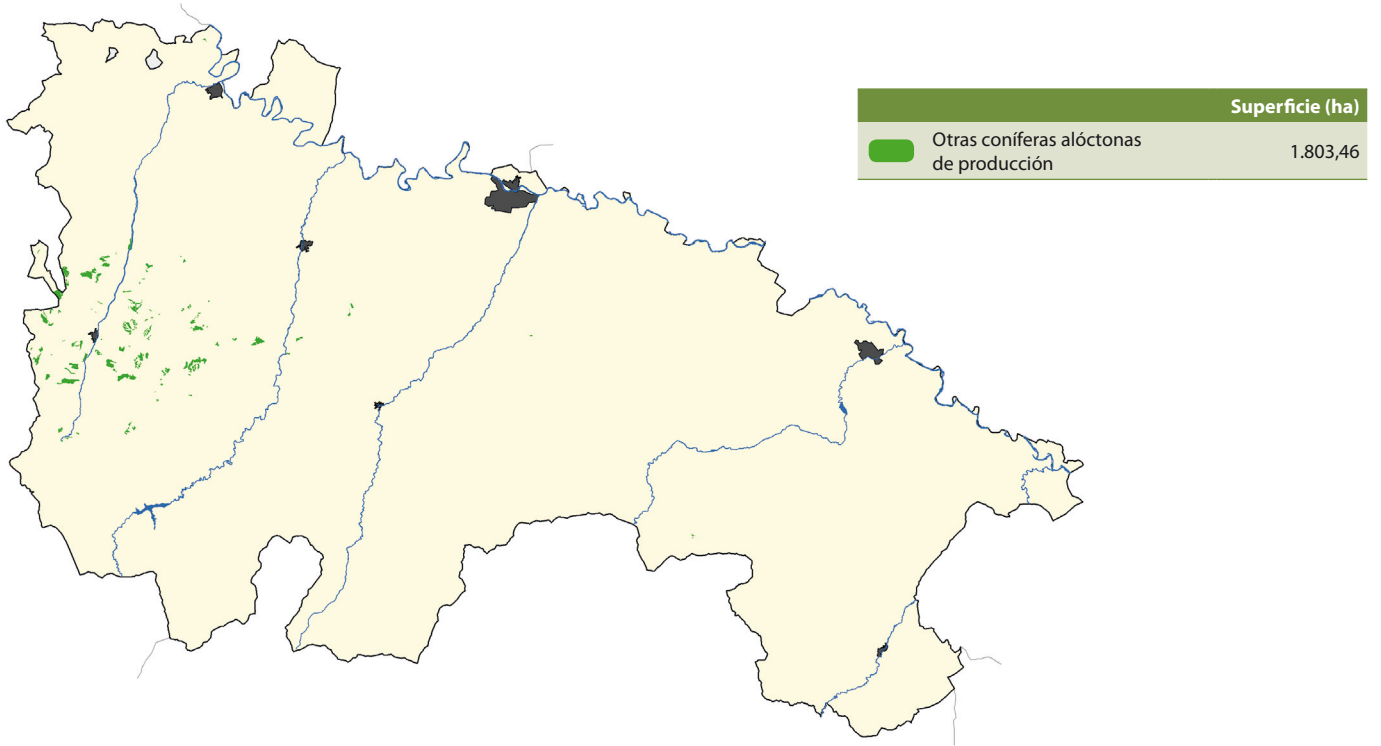 Superficie (ha)
Otras coníferas alóctonas
de producción
1.803,46